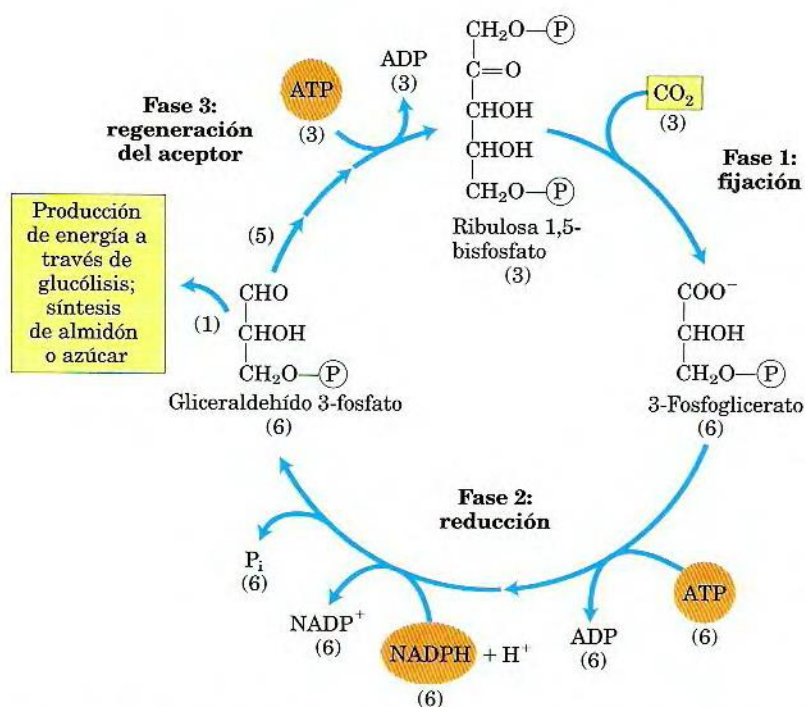 CH₂O—Ⓟ
C=O
CHOH
CHOH
CH₂O—Ⓟ
Ribulosa 1,5-
bisfosfato
(3)
CO₂
(3)
Fase 1:
fijación
COO⁻
CHOH
CH₂O—Ⓟ
3-Fosfoglicerato
(6)
Fase 2:
reducción
ATP
(6)
ADP
(6)
NADPH + H⁺
(6)
NADP⁺
(6)
Pᵢ
(6)
CHO
CHOH
CH₂O—Ⓟ
Gliceraldehído 3-fosfato
(6)
(1)
Producción
de energía a
través de
glucólisis;
síntesis
de almidón
o azúcar
(5)
Fase 3:
regeneración
del aceptor
ATP
(3)
ADP
(3)